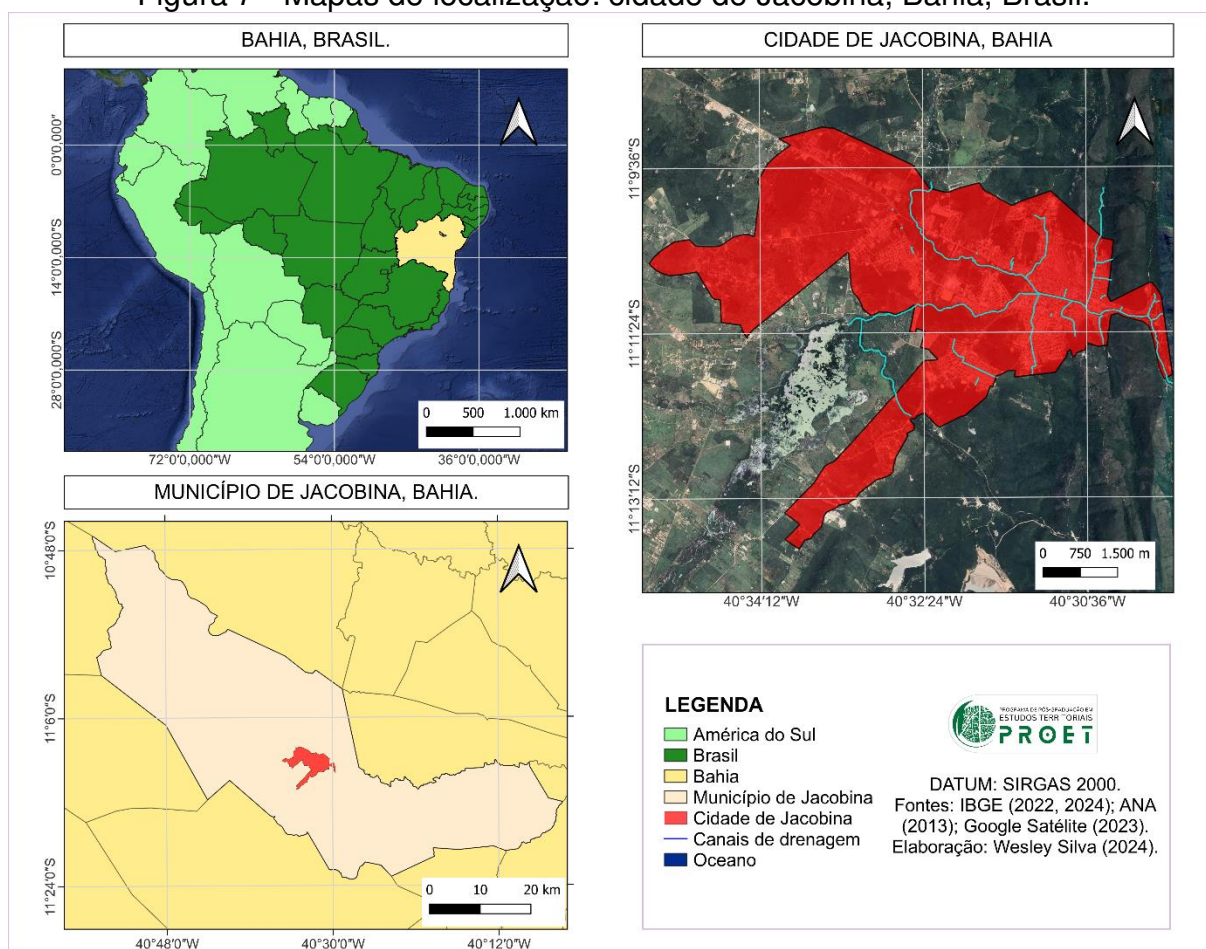 Figura 7 - Mapas de localização: cidade de Jacobina, Bahia, Brasil.
BAHIA, BRASIL.
0°0'0,000"
14°0'0,000"S
28°0'0,000"S
72°0'0,000"W
54°0'0,000"W
36°0'0,000"W
0 500 1.000 km
CIDADE DE JACOBINA, BAHIA
11°9'36"S
11°11'24"S
11°13'12"S
40°34'12"W
40°32'24"W
40°30'36"W
0 750 1.500 m
MUNICÍPIO DE JACOBINA, BAHIA.
10°48'0"S
11°6'0"S
11°24'0"S
40°48'0"W
40°30'0"W
40°12'0"W
0 10 20 km
LEGENDA
América do Sul
Brasil
Bahia
Município de Jacobina
Cidade de Jacobina
Canais de drenagem
Oceano
PROGRAMA DE PÓS-GRADUAÇÃO EM
ESTUDOS TERRITORIAIS
PROET
DATUM: SIRGAS 2000.
Fontes: IBGE (2022, 2024); ANA
(2013); Google Satélite (2023).
Elaboração: Wesley Silva (2024).